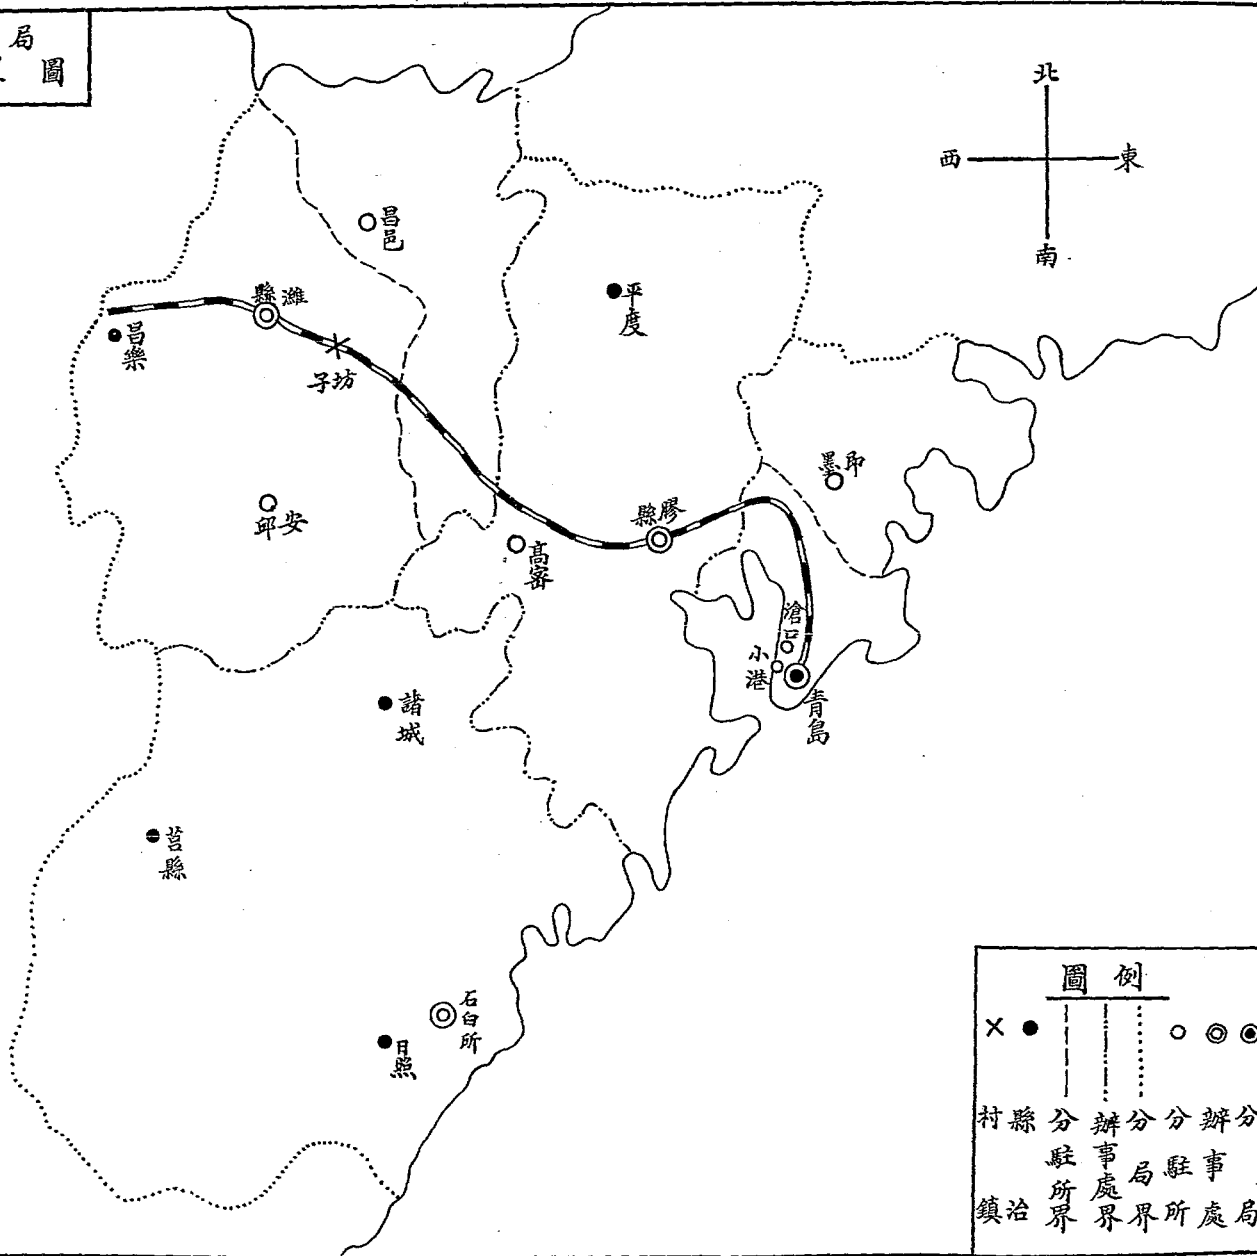 局
圖
北
西
東
南
昌邑
濰縣
昌樂
坊子
平度
即墨
安邱
高密
膠縣
滄口
小港
青島
諸城
莒縣
石臼所
日照
圖例
分局
辦事處
分駐所
分局界
辦事處界
分駐所界
縣治
村鎮